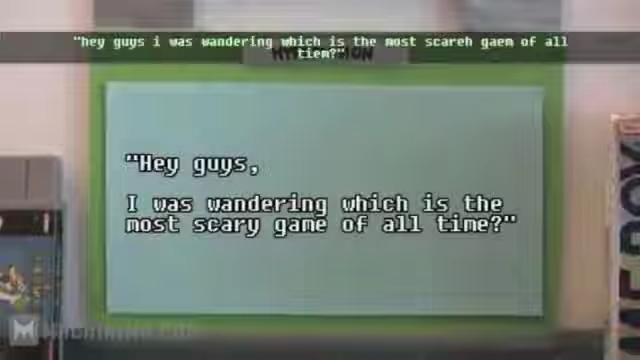 "hey guys i was wandering which is the most scareh gaem of all
tiem?"
"Hey guys,
I was wandering which is the
most scary game of all time?"